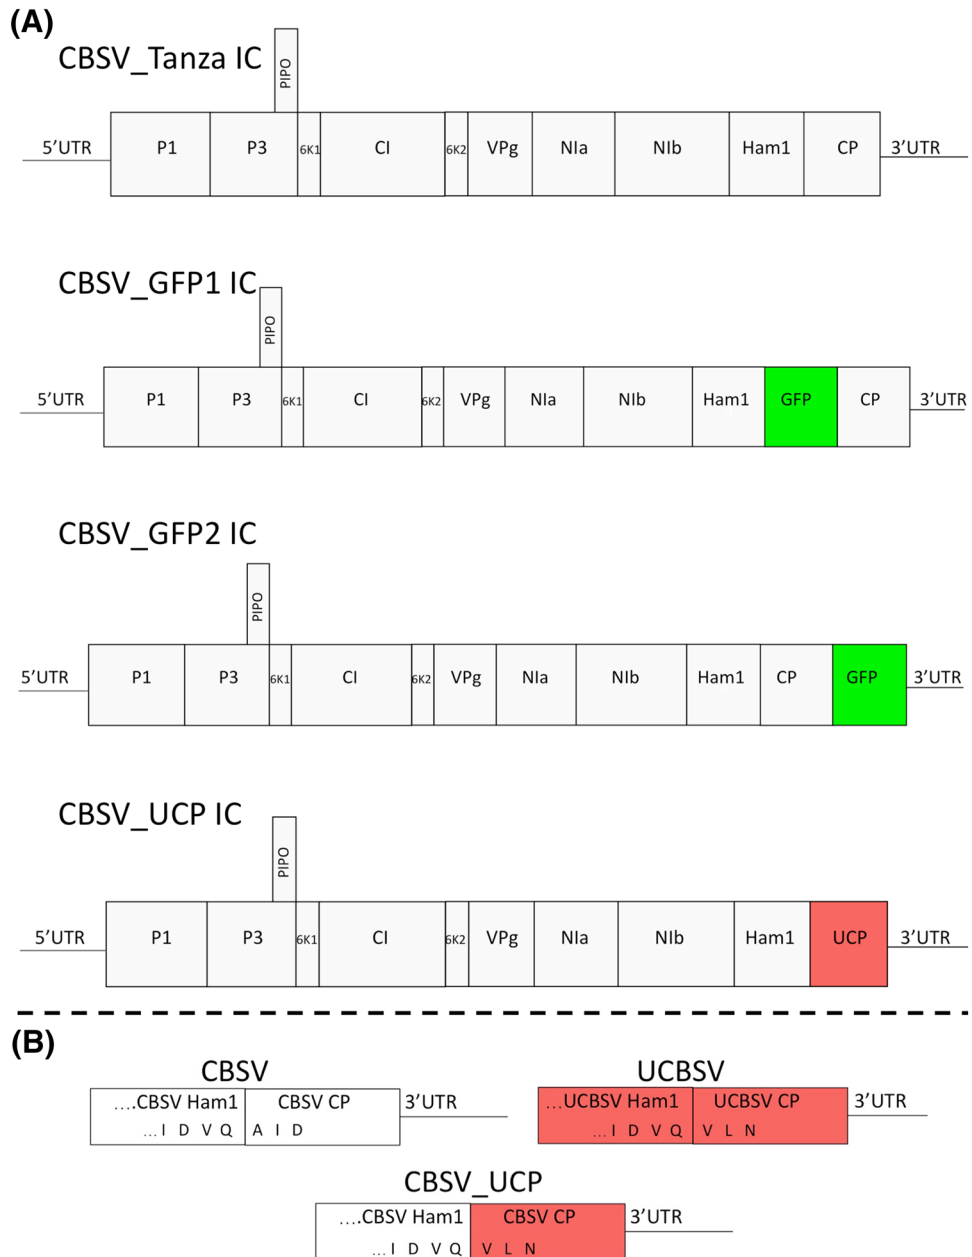 (A)
CBSV_Tanza IC
PIPO
5’UTR P1 P3 6K1 CI 6K2 VPg NIa NIb Ham1 CP 3’UTR
CBSV_GFP1 IC
PIPO
5’UTR P1 P3 6K1 CI 6K2 VPg NIa NIb Ham1 GFP CP 3’UTR
CBSV_GFP2 IC
PIPO
5’UTR P1 P3 6K1 CI 6K2 VPg NIa NIb Ham1 CP GFP 3’UTR
CBSV_UCP IC
PIPO
5’UTR P1 P3 6K1 CI 6K2 VPg NIa NIb Ham1 UCP 3’UTR
(B)
CBSV
....CBSV Ham1 CBSV CP 3’UTR
...I D V Q A I D
UCBSV
...UCBSV Ham1 UCBSV CP 3’UTR
...I D V Q V L N
CBSV_UCP
....CBSV Ham1 CBSV CP 3’UTR
...I D V Q V L N